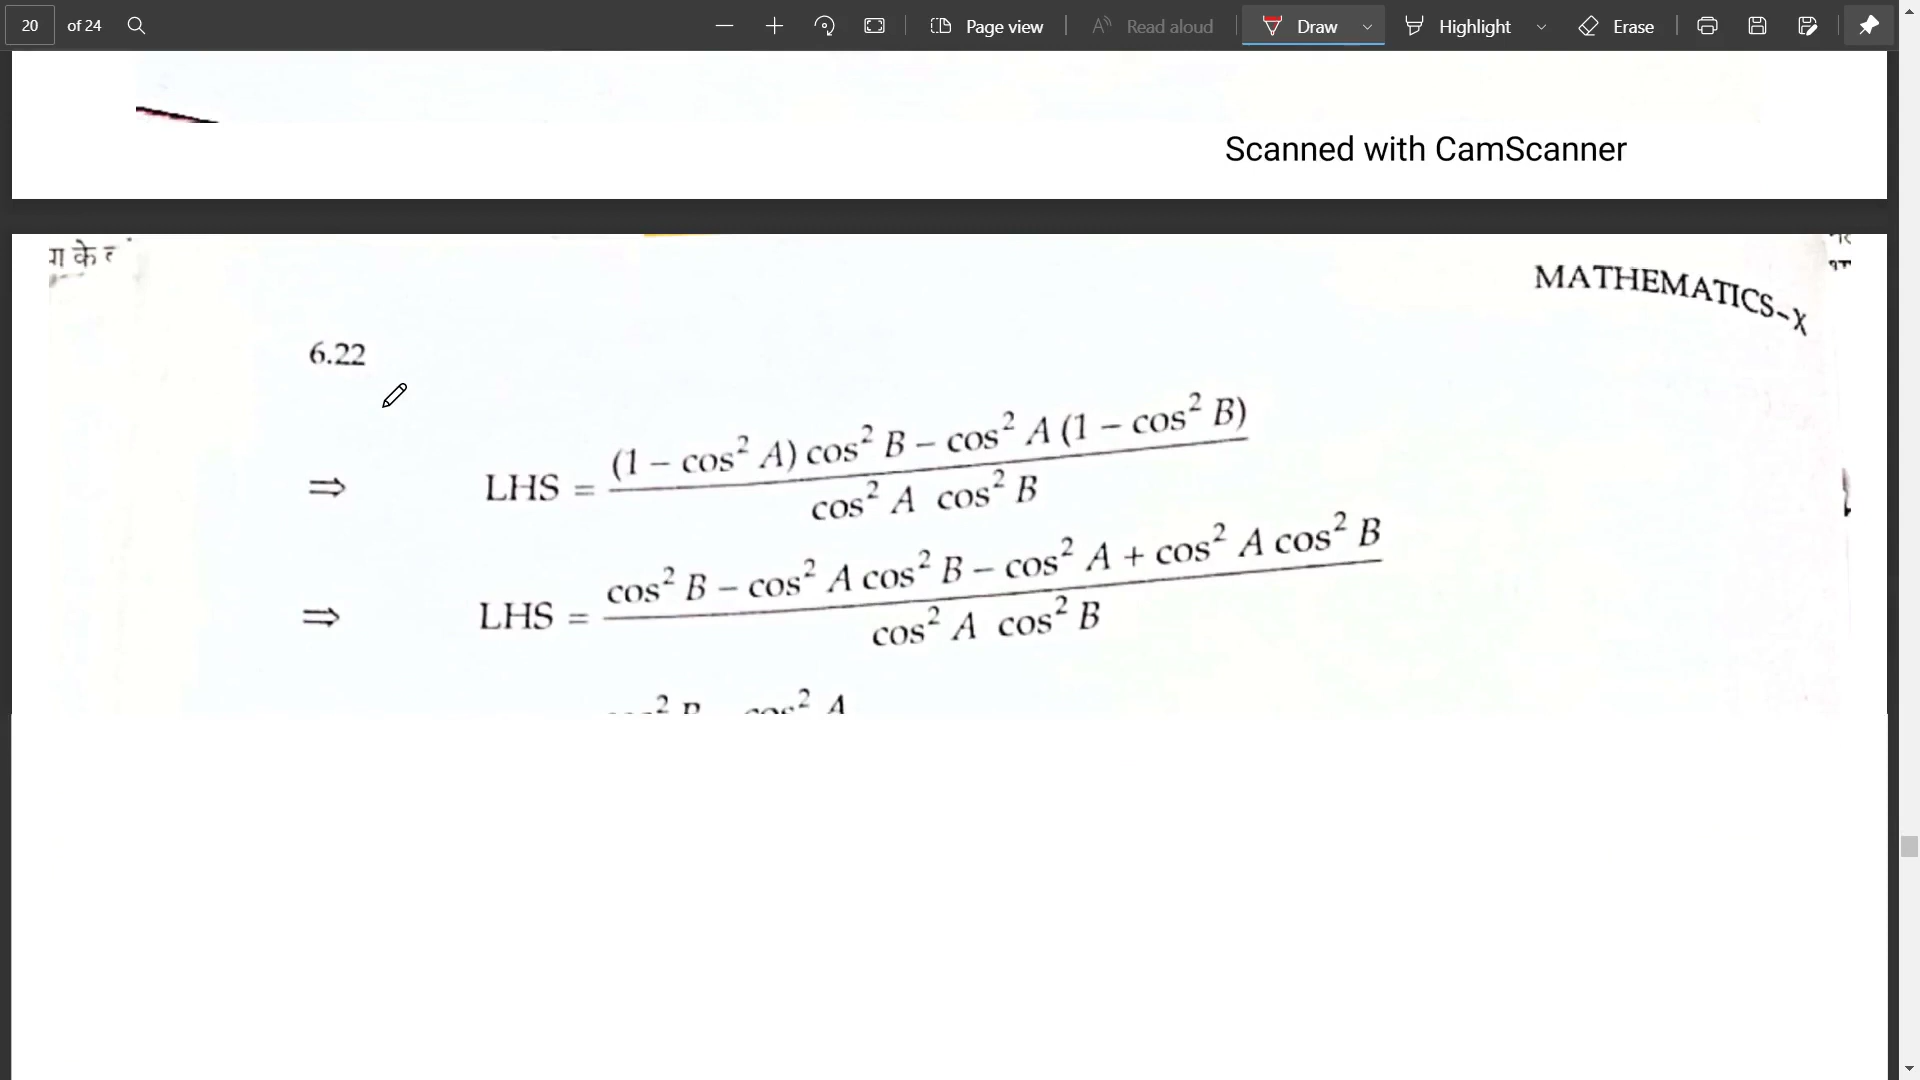 20 of 24 Page view Read aloud Draw Highlight Erase
Scanned with CamScanner
MATHEMATICS–X
6.22
⇒ LHS = (1 – cos² A) cos² B – cos² A (1 – cos² B)
cos² A cos² B
⇒ LHS = cos² B – cos² A cos² B – cos² A + cos² A cos² B
cos² A cos² B